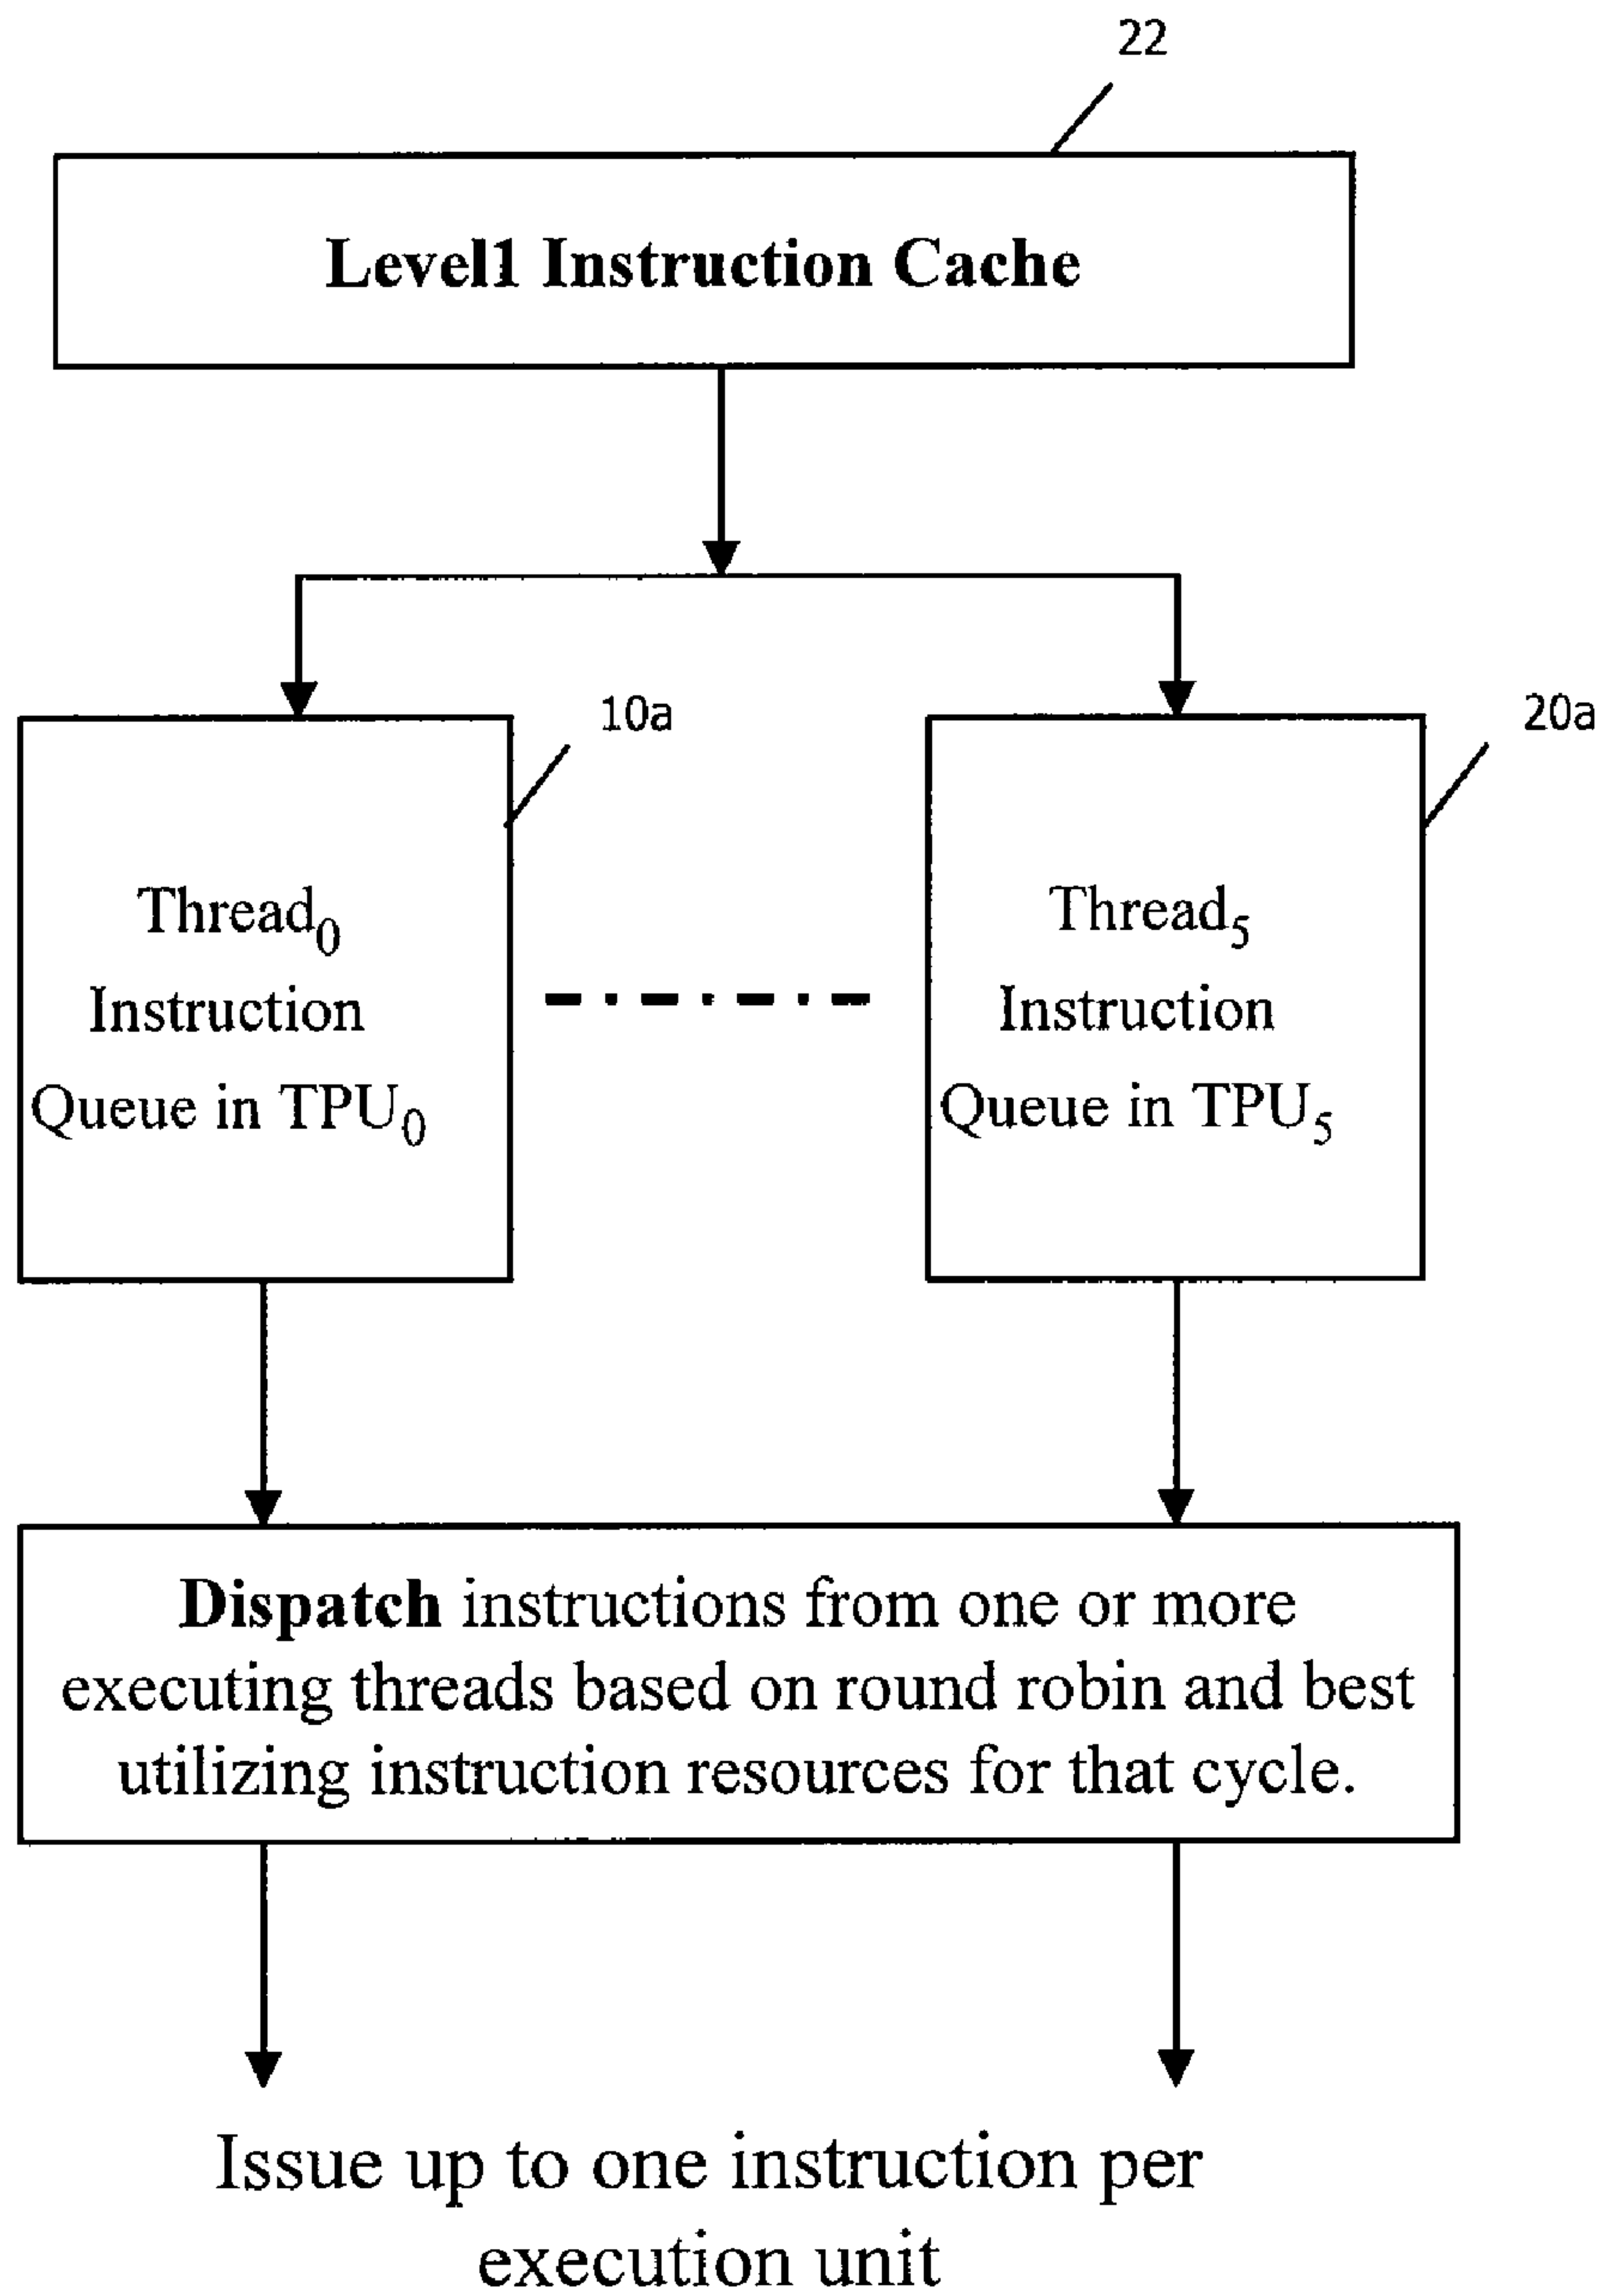 22
Level1 Instruction Cache
10a
20a
Thread0
Instruction
Queue in TPU0
Thread5
Instruction
Queue in TPU5
Dispatch instructions from one or more
executing threads based on round robin and best
utilizing instruction resources for that cycle.
Issue up to one instruction per
execution unit